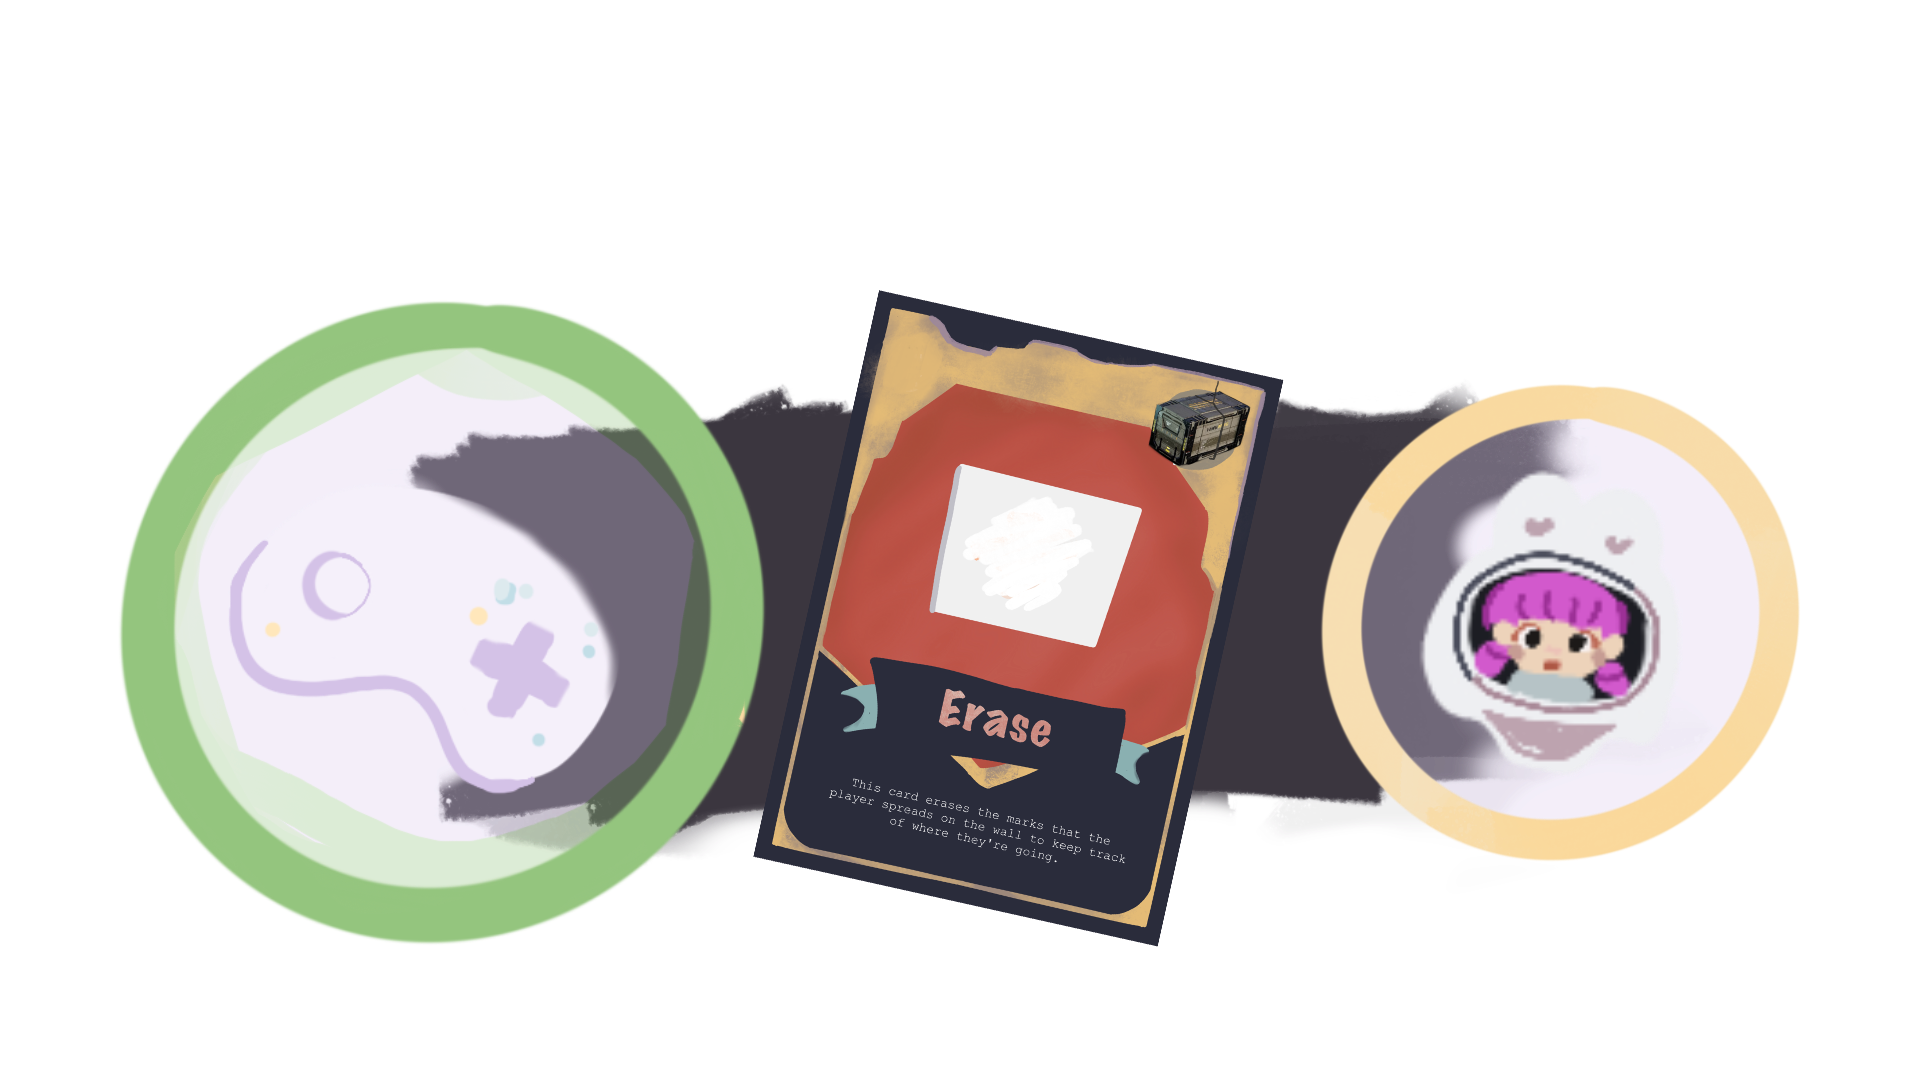 Erase
This card erases the marks that the
player spreads on the wall to keep track
of where they're going.